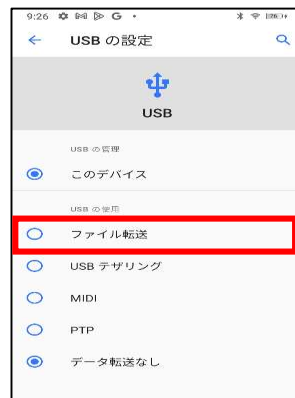 9:26
USB の設定
USB
USB の管理
このデバイス
USB の使用
ファイル転送
USB テザリング
MIDI
PTP
データ転送なし